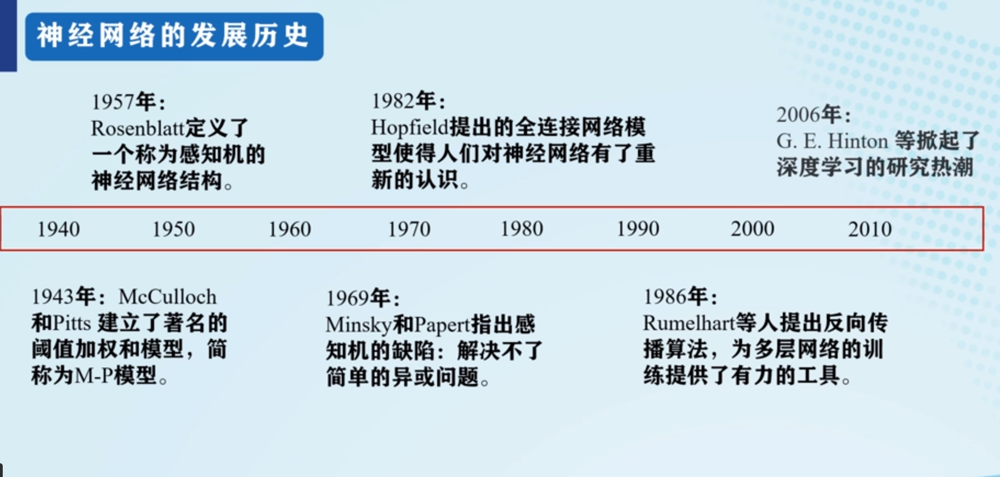 神经网络的发展历史
1957年：
Rosenblatt定义了
一个称为感知机的
神经网络结构。
1982年：
Hopfield提出的全连接网络模
型使得人们对神经网络有了重
新的认识。
2006年：
G. E. Hinton 等掀起了
深度学习的研究热潮
1940 1950 1960 1970 1980 1990 2000 2010
1943年：McCulloch
和Pitts 建立了著名的
阈值加权和模型，简
称为M-P模型。
1969年：
Minsky和Papert指出感
知机的缺陷：解决不了
简单的异或问题。
1986年：
Rumelhart等人提出反向传
播算法，为多层网络的训
练提供了有力的工具。